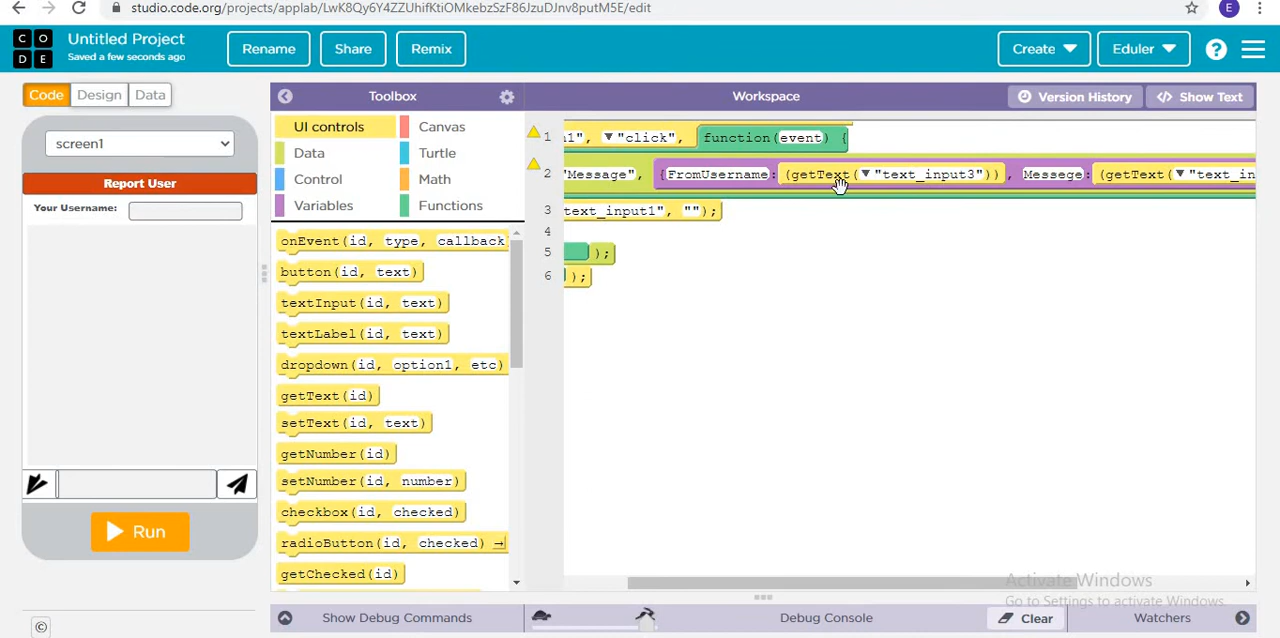 studio.code.org/projects/applab/LwK8Qy6Y4ZZUhifKtiOMkebzSzF86JzuDJnv8putM5E/edit
E
C O D E
Untitled Project
Saved a few seconds ago
Rename
Share
Remix
Create
Eduler
?
Code
Design
Data
Toolbox
Workspace
Version History
</> Show Text
screen1
Report User
Your Username:
Run
UI controls
Canvas
Data
Turtle
Control
Math
Variables
Functions
onEvent(id, type, callback
button(id, text)
textInput(id, text)
textLabel(id, text)
dropdown(id, option1, etc)
getText(id)
setText(id, text)
getNumber(id)
setNumber(id, number)
checkbox(id, checked)
radioButton(id, checked)
getChecked(id)
1 n1", "click", function(event) {
2 "Message", {FromUsername: (getText("text_input3")), Messege: (getText("text_in
3 text_input1", "");
4
5 );
6 );
Activate Windows
Go to Settings to activate Windows.
©
Show Debug Commands
Debug Console
Clear
Watchers